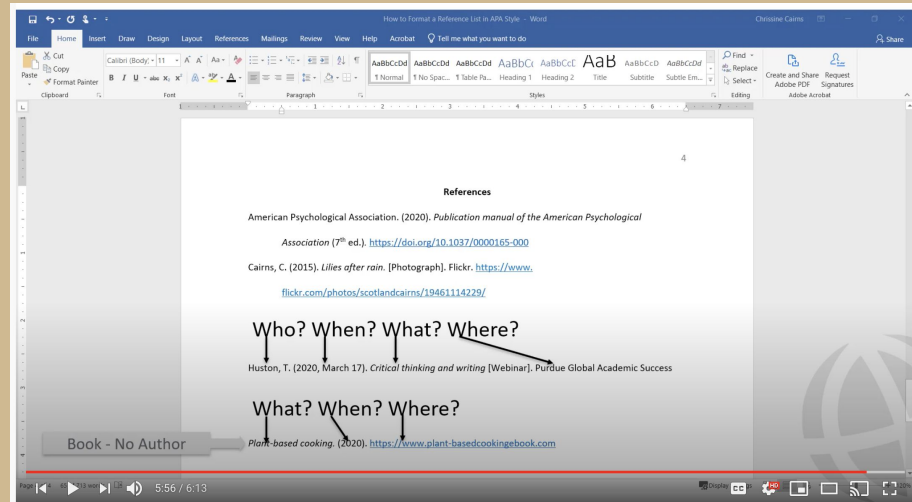 How to Format a Reference List in APA Style - Word
Chrissine Cairns
File Home Insert Draw Design Layout References Mailings Review View Help Acrobat Tell me what you want to do Share
Paste
Cut
Copy
Format Painter
Clipboard
Calibri (Body) 11
Font
Paragraph
AaBbCcDd AaBbCcDd AaBbCcDd AaBbCc AaBbCcE AaB AaBbCcD AaBbCcDd
¶ Normal ¶ No Spac... ¶ Table Pa... Heading 1 Heading 2 Title Subtitle Subtle Em...
Styles
Find
Replace
Select
Editing
Create and Share Adobe PDF
Request Signatures
Adobe Acrobat
4
References
American Psychological Association. (2020). Publication manual of the American Psychological
Association (7th ed.). https://doi.org/10.1037/0000165-000
Cairns, C. (2015). Lilies after rain. [Photograph]. Flickr. https://www.
flickr.com/photos/scotlandcairns/19461114229/
Who? When? What? Where?
Huston, T. (2020, March 17). Critical thinking and writing [Webinar]. Purdue Global Academic Success
What? When? Where?
Book - No Author
Plant-based cooking. (2020). https://www.plant-basedcookingebook.com
5:56 / 6:13
CC
HD